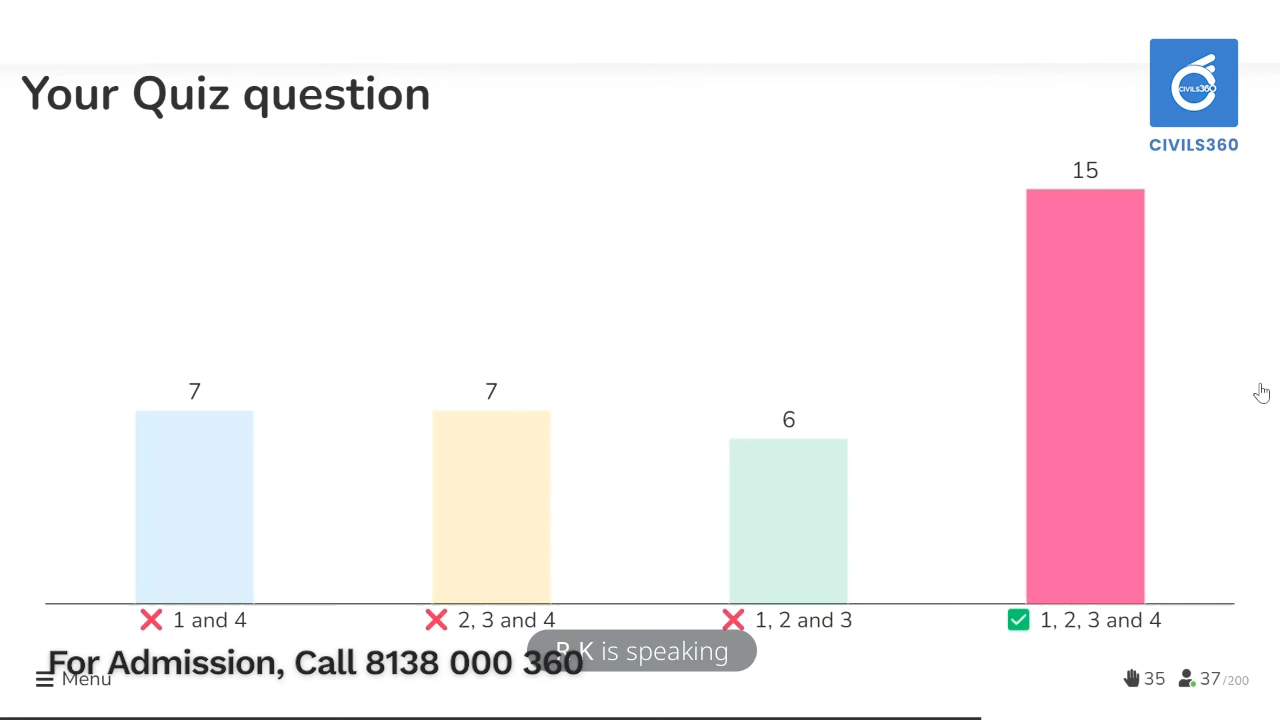 Your Quiz question
CIVILS360
CIVILS360
15
7
7
6
1 and 4
2, 3 and 4
1, 2 and 3
1, 2, 3 and 4
R K is speaking
For Admission, Call 8138 000 360
Menu
35 37/200